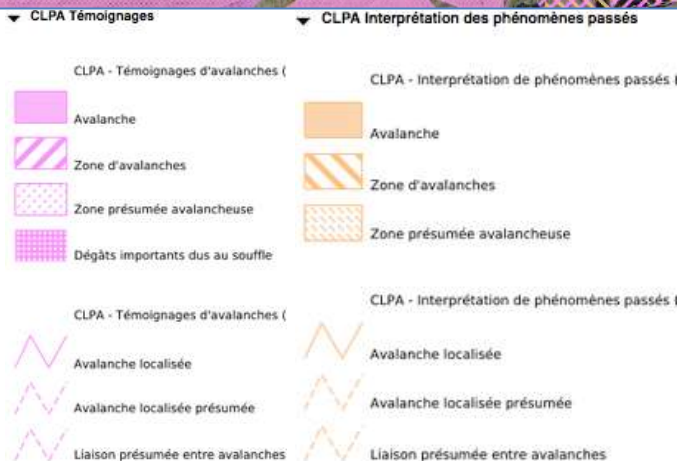 CLPA Témoignages
CLPA - Témoignages d'avalanches (
Avalanche
Zone d'avalanches
Zone présumée avalancheuse
Dégâts importants dus au souffle
CLPA - Témoignages d'avalanches (
Avalanche localisée
Avalanche localisée présumée
Liaison présumée entre avalanches
CLPA Interprétation des phénomènes passés
CLPA - Interprétation de phénomènes passés (
Avalanche
Zone d'avalanches
Zone présumée avalancheuse
CLPA - Interprétation de phénomènes passés (
Avalanche localisée
Avalanche localisée présumée
Liaison présumée entre avalanches